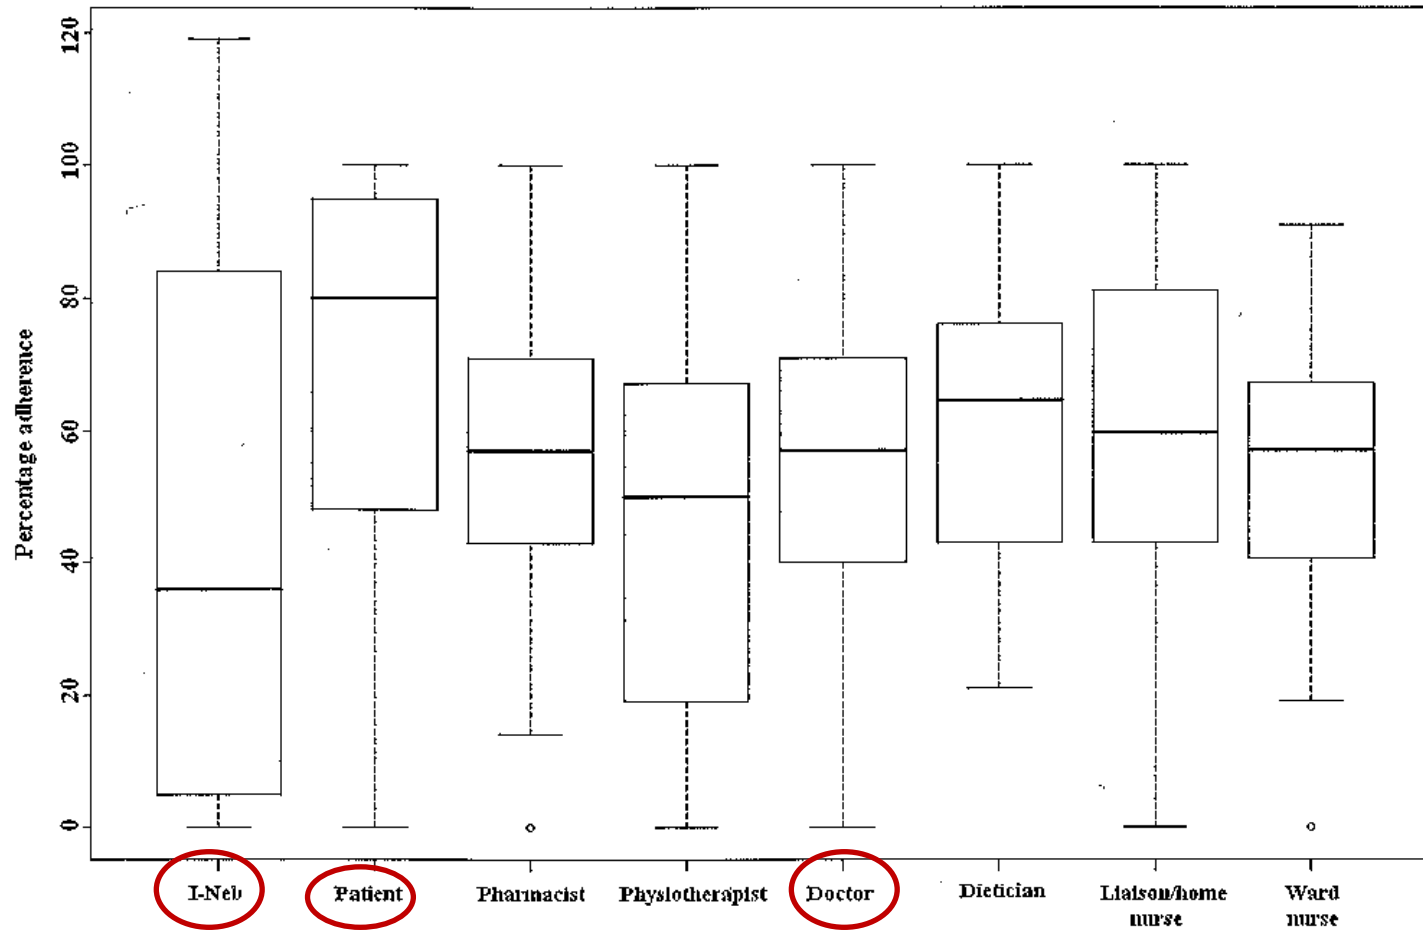 Percentage adherence
120
100
80
60
40
20
0
I-Neb
Patient
Pharmacist
Physiotherapist
Doctor
Dietician
Liaison/home
nurse
Ward
nurse